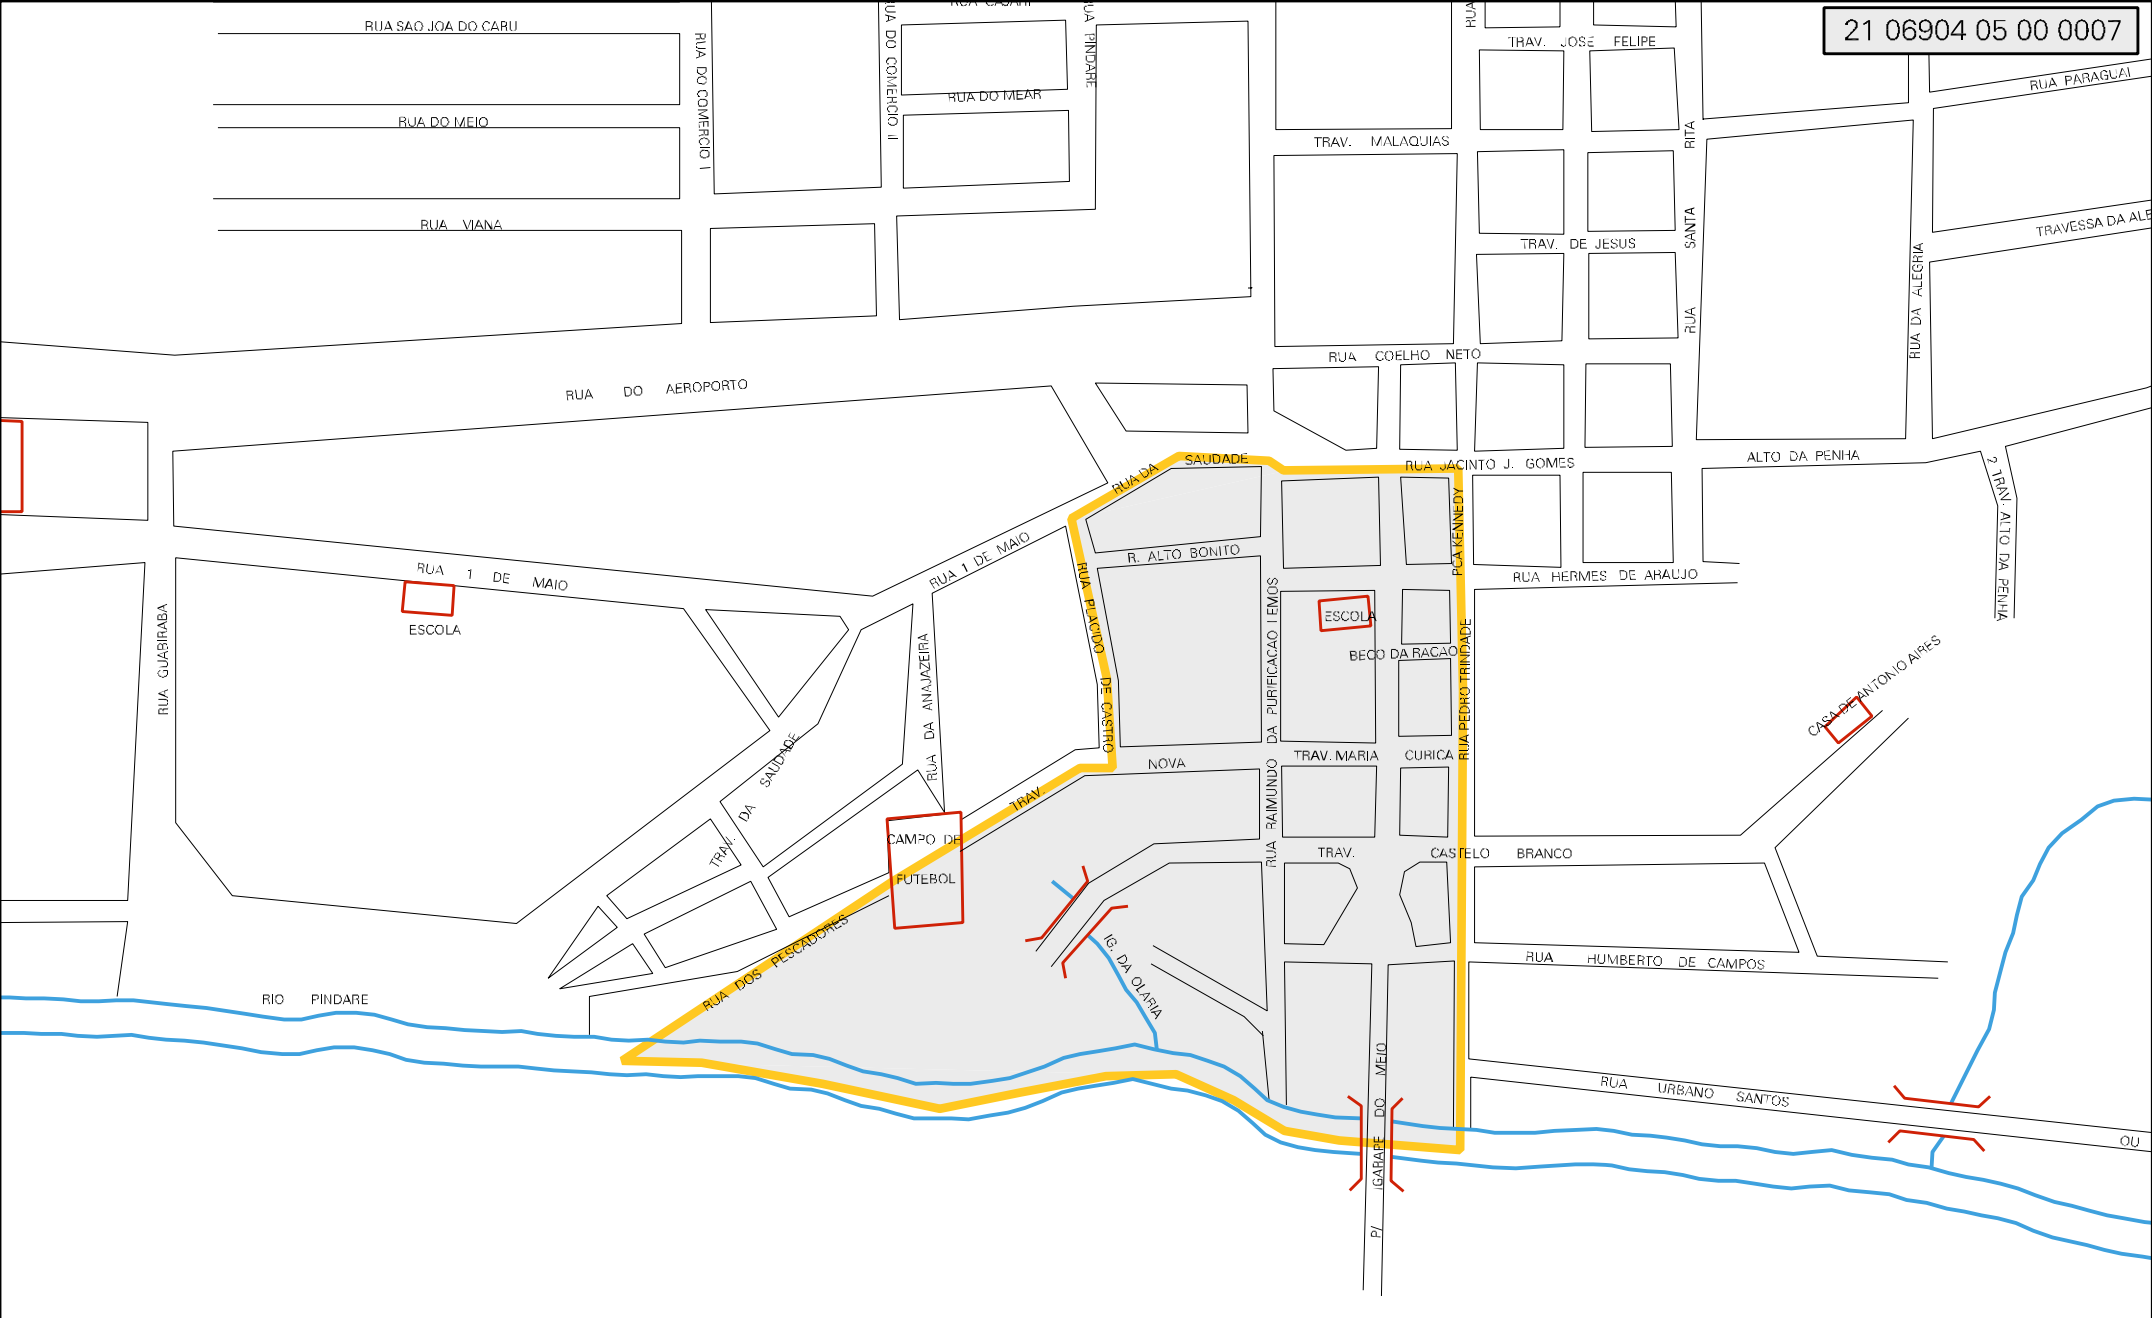 RUA CAJARI
RUA SAO JOA DO CARU
21 06904 05 00 0007
TRAV. JOSE FELIPE
RUA PARAGUAI
RUA DO COMERCIO I
RUA DO COMERCIO II
RUA PINDARE
RUA DO MEAR
RUA DO MEIO
TRAV. MALAQUIAS
RUA SANTA RITA
RUA VIANA
TRAV. DE JESUS
TRAVESSA DA ALE
RUA DA ALEGRIA
RUA COELHO NETO
RUA DO AEROPORTO
RUA DA SAUDADE
RUA JACINTO J. GOMES
ALTO DA PENHA
2 TRAV. ALTO DA PENHA
PCA KENNEDY
R. ALTO BONITO
RUA 1 DE MAIO
RUA 1 DE MAIO
RUA HERMES DE ARAUJO
ESCOLA
ESCOLA
RUA GUABIRABA
RUA PLACIDO DE CASTRO
RUA RAIMUNDO DA PURIFICACAO LEMOS
BECO DA RACAO
RUA PEDRO TRINDADE
RUA DA ANAJAZEIRA
CASA DE ANTONIO AIRES
TRAV. DA SAUDADE
TRAV. NOVA
TRAV. MARIA CURICA
CAMPO DE
FUTEBOL
TRAV. CASTELO BRANCO
RUA DOS PESCADORES
IG. DA OLARIA
RUA HUMBERTO DE CAMPOS
RIO PINDARE
RUA URBANO SANTOS
OU
P/ IGARAPE DO MEIO